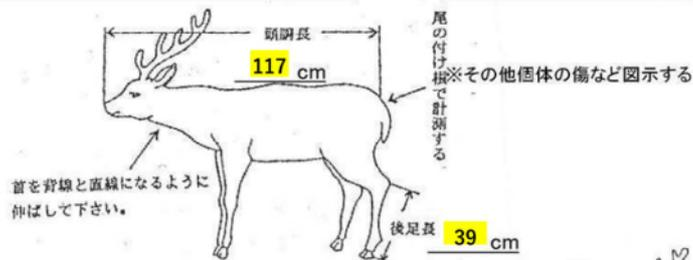 頭胴長
117 cm
尾の付け根で計測する
※その他個体の傷など図示する
首を背線と直線になるように
伸ばして下さい。
後足長
39 cm